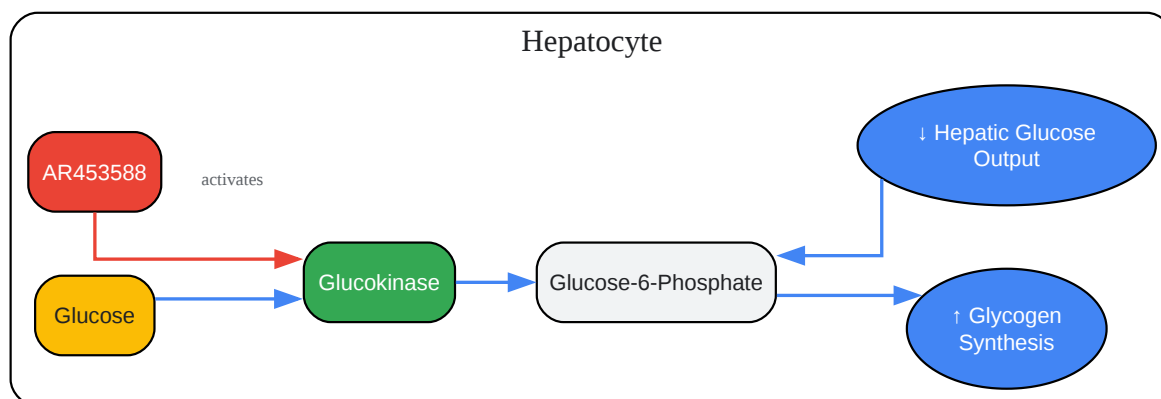 Hepatocyte
↓ Hepatic Glucose
Output
AR453588
activates
Glucokinase
Glucose-6-Phosphate
Glucose
↑ Glycogen
Synthesis